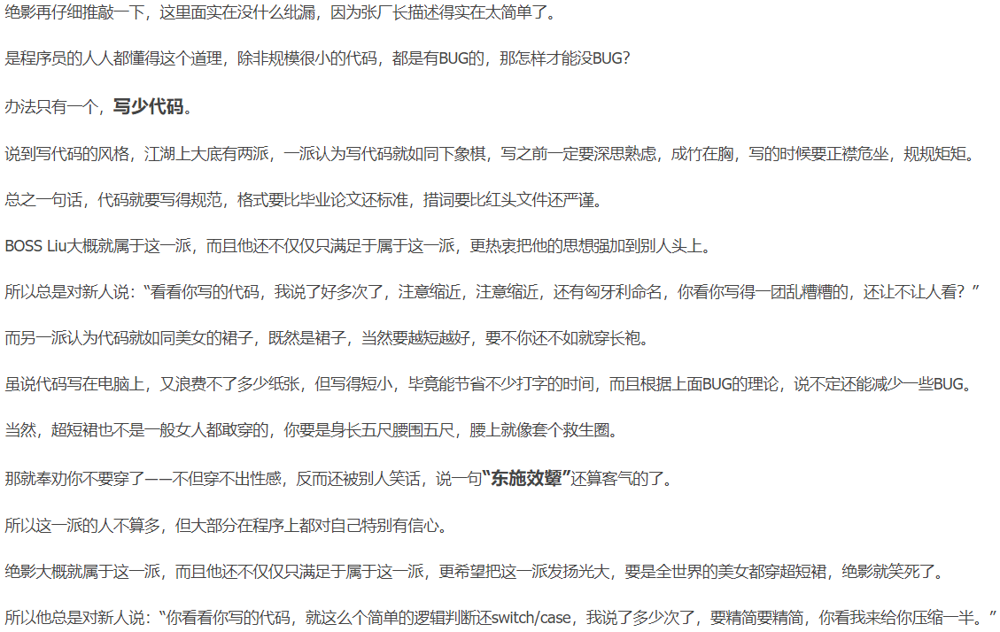 绝影再仔细推敲一下，这里面实在没什么纰漏，因为张厂长描述得实在太简单了。
是程序员的人人都懂得这个道理，除非规模很小的代码，都是有BUG的，那怎样才能没BUG？
办法只有一个，写少代码。
说到写代码的风格，江湖上大底有两派，一派认为写代码就如同下象棋，写之前一定要深思熟虑，成竹在胸，写的时候要正襟危坐，规规矩矩。
总之一句话，代码就要写得规范，格式要比毕业论文还标准，措词要比红头文件还严谨。
BOSS Liu大概就属于这一派，而且他还不仅仅只满足于属于这一派，更热衷把他的思想强加到别人头上。
所以总是对新人说：“看看你写的代码，我说了好多次了，注意缩近，注意缩近，还有匈牙利命名，你看你写得一团乱糟糟的，还让不让人看？”
而另一派认为代码就如同美女的裙子，既然是裙子，当然要越短越好，要不你还不如就穿长袍。
虽说代码写在电脑上，又浪费不了多少纸张，但写得短小，毕竟能节省不少打字的时间，而且根据上面BUG的理论，说不定还能减少一些BUG。
当然，超短裙也不是一般女人都敢穿的，你要是身长五尺腰围五尺，腰上就像套个救生圈。
那就奉劝你不要穿了——不但穿不出性感，反而还被别人笑话，说一句“东施效颦”还算客气的了。
所以这一派的人不算多，但大部分在程序上都对自己特别有信心。
绝影大概就属于这一派，而且他还不仅仅只满足于属于这一派，更希望把这一派发扬光大，要是全世界的美女都穿超短裙，绝影就笑死了。
所以他总是对新人说：“你看看你写的代码，就这么个简单的逻辑判断还switch/case，我说了多少次了，要精简要精简，你看我来给你压缩一半。”